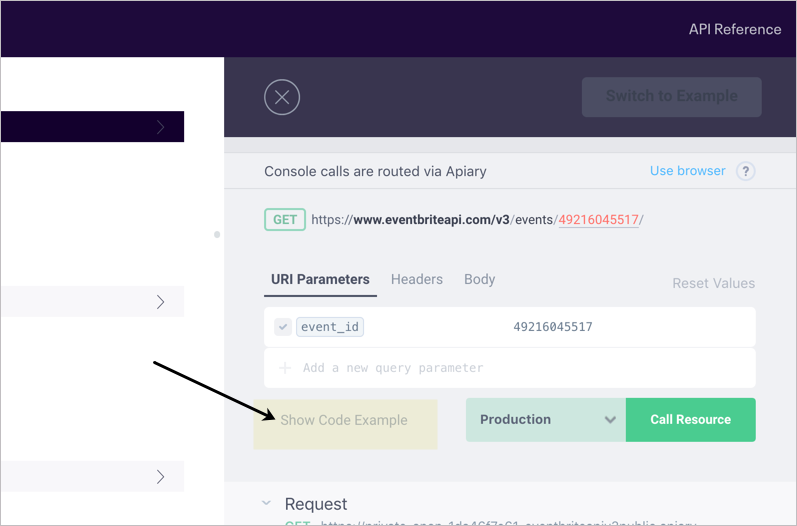 API Reference
Switch to Example
Console calls are routed via Apiary
Use browser ?
GET https://www.eventbriteapi.com/v3/events/49216045517/
URI Parameters Headers Body Reset Values
event_id 49216045517
Add a new query parameter
Show Code Example Production Call Resource
Request